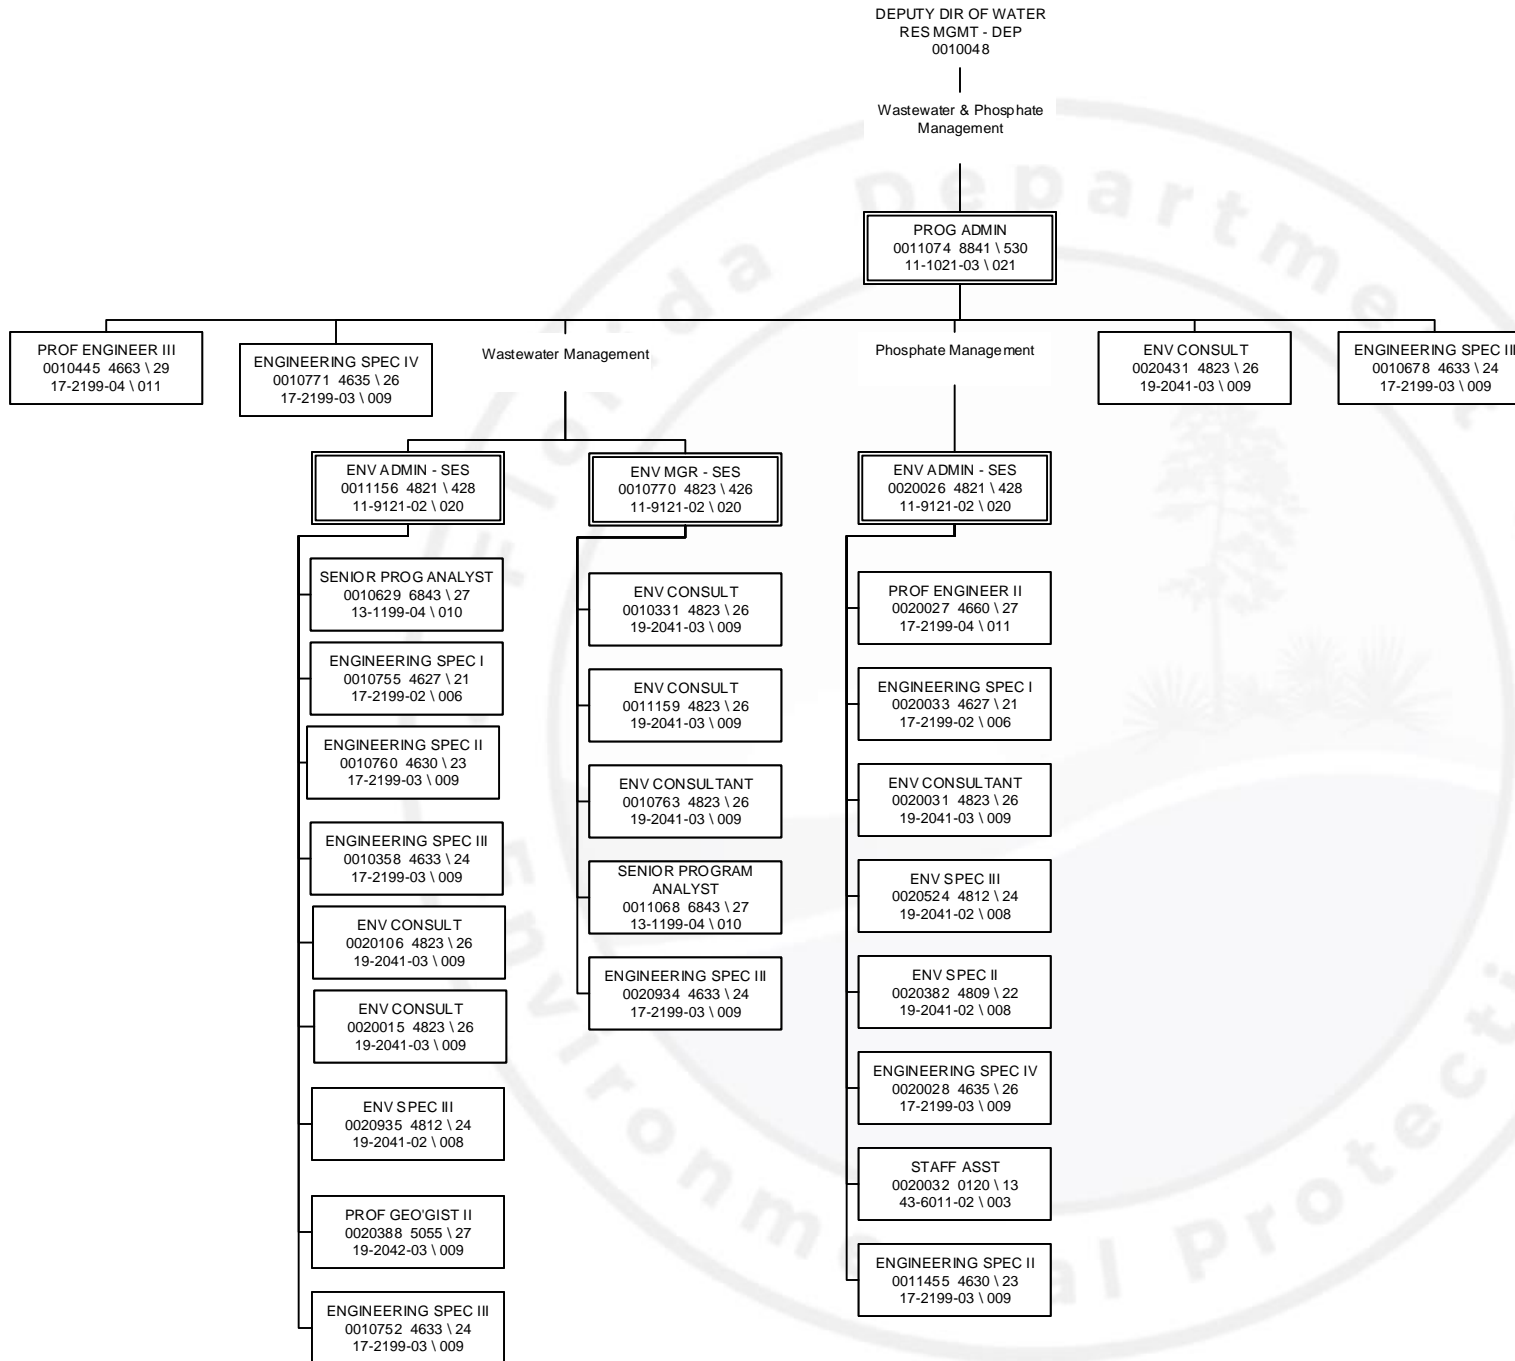 DEPUTY DIR OF WATER
RES MGMT - DEP
0010048
Wastewater & Phosphate
Management
PROG ADMIN
0011074 8841 \ 530
11-1021-03 \ 021
PROF ENGINEER III
0010445 4663 \ 29
17-2199-04 \ 011
ENGINEERING SPEC IV
0010771 4635 \ 26
17-2199-03 \ 009
Wastewater Management
Phosphate Management
ENV CONSULT
0020431 4823 \ 26
19-2041-03 \ 009
ENGINEERING SPEC III
0010678 4633 \ 24
17-2199-03 \ 009
ENV ADMIN - SES
0011156 4821 \ 428
11-9121-02 \ 020
SENIOR PROG ANALYST
0010629 6843 \ 27
13-1199-04 \ 010
ENGINEERING SPEC I
0010755 4627 \ 21
17-2199-02 \ 006
ENGINEERING SPEC II
0010760 4630 \ 23
17-2199-03 \ 009
ENGINEERING SPEC III
0010358 4633 \ 24
17-2199-03 \ 009
ENV CONSULT
0020106 4823 \ 26
19-2041-03 \ 009
ENV CONSULT
0020015 4823 \ 26
19-2041-03 \ 009
ENV SPEC III
0020935 4812 \ 24
19-2041-02 \ 008
PROF GEO'GIST II
0020388 5055 \ 27
19-2042-03 \ 009
ENGINEERING SPEC III
0010752 4633 \ 24
17-2199-03 \ 009
ENV MGR - SES
0010770 4823 \ 426
11-9121-02 \ 020
ENV CONSULT
0010331 4823 \ 26
19-2041-03 \ 009
ENV CONSULT
0011159 4823 \ 26
19-2041-03 \ 009
ENV CONSULTANT
0010763 4823 \ 26
19-2041-03 \ 009
SENIOR PROGRAM
ANALYST
0011068 6843 \ 27
13-1199-04 \ 010
ENGINEERING SPEC III
0020934 4633 \ 24
17-2199-03 \ 009
ENV ADMIN - SES
0020026 4821 \ 428
11-9121-02 \ 020
PROF ENGINEER II
0020027 4660 \ 27
17-2199-04 \ 011
ENGINEERING SPEC I
0020033 4627 \ 21
17-2199-02 \ 006
ENV CONSULTANT
0020031 4823 \ 26
19-2041-03 \ 009
ENV SPEC III
0020524 4812 \ 24
19-2041-02 \ 008
ENV SPEC II
0020382 4809 \ 22
19-2041-02 \ 008
ENGINEERING SPEC IV
0020028 4635 \ 26
17-2199-03 \ 009
STAFF ASST
0020032 0120 \ 13
43-6011-02 \ 003
ENGINEERING SPEC II
0011455 4630 \ 23
17-2199-03 \ 009
Florida Department
Environmental Protecti